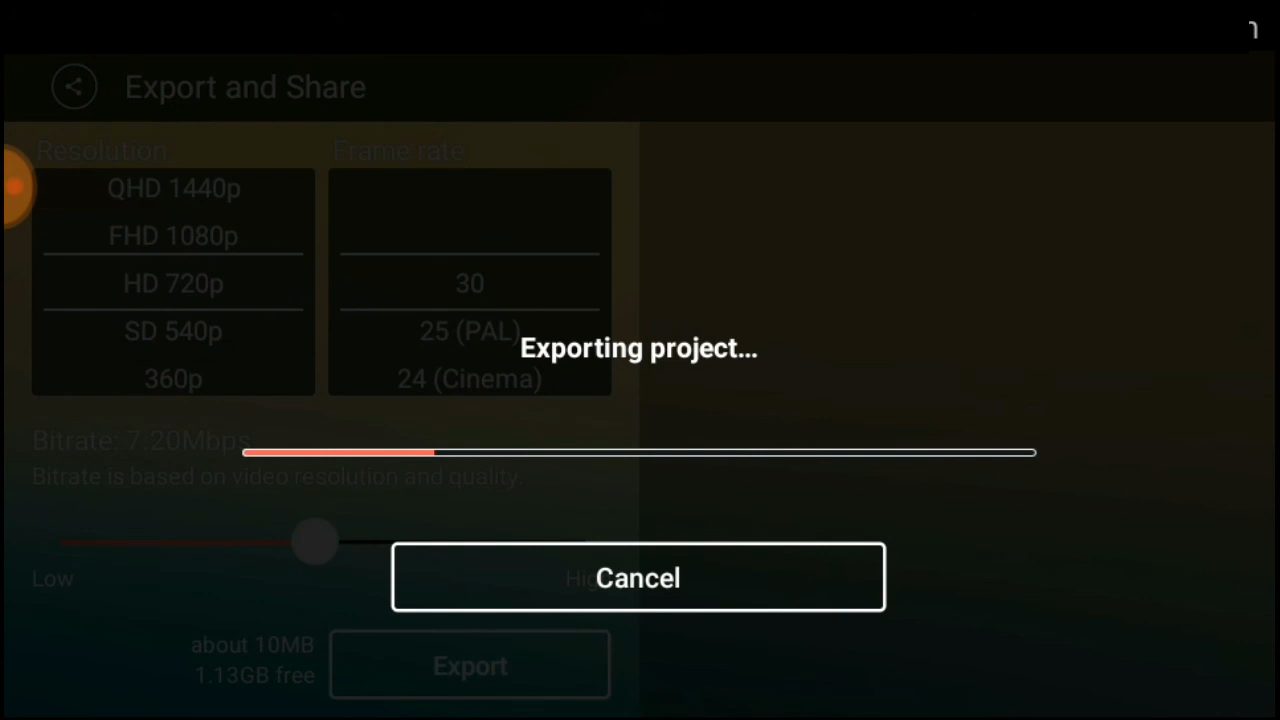 Export and Share
Resolution
Frame rate
QHD 1440p
FHD 1080p
HD 720p
SD 540p
360p
30
25 (PAL)
24 (Cinema)
Exporting project...
Bitrate: 7.20Mbps
Bitrate is based on video resolution and quality.
Low
Cancel
about 10MB
1.13GB free
Export